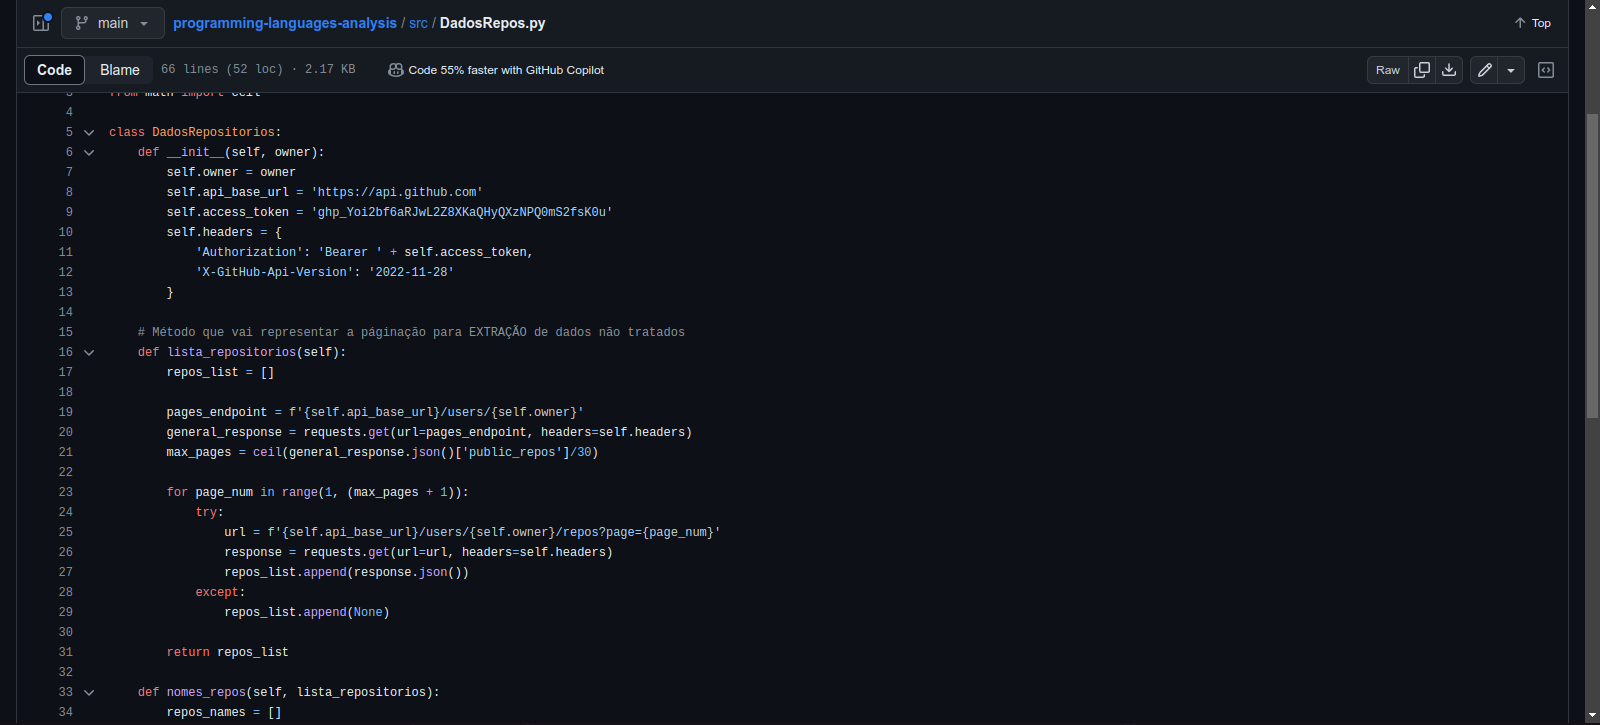 main
programming-languages-analysis / src / DadosRepos.py
Top
Code
Blame
66 lines (52 loc) · 2.17 KB
Code 55% faster with GitHub Copilot
Raw
3 from math import ceil
4
5 class DadosRepositorios:
6     def __init__(self, owner):
7         self.owner = owner
8         self.api_base_url = 'https://api.github.com'
9         self.access_token = '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'
10         self.headers = {
11             'Authorization': 'Bearer ' + self.access_token,
12             'X-GitHub-Api-Version': '2022-11-28'
13         }
14
15     # Método que vai representar a páginação para EXTRAÇÃO de dados não tratados
16     def lista_repositorios(self):
17         repos_list = []
18
19         pages_endpoint = f'{self.api_base_url}/users/{self.owner}'
20         general_response = requests.get(url=pages_endpoint, headers=self.headers)
21         max_pages = ceil(general_response.json()['public_repos']/30)
22
23         for page_num in range(1, (max_pages + 1)):
24             try:
25                 url = f'{self.api_base_url}/users/{self.owner}/repos?page={page_num}'
26                 response = requests.get(url=url, headers=self.headers)
27                 repos_list.append(response.json())
28             except:
29                 repos_list.append(None)
30
31         return repos_list
32
33     def nomes_repos(self, lista_repositorios):
34         repos_names = []